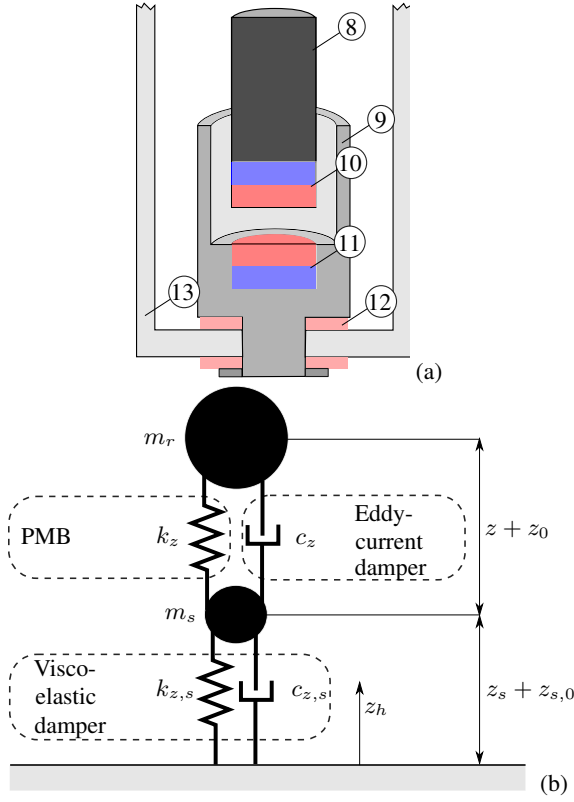 8
9
10
11
13
12
(a)
m_r
PMB
k_z
c_z
Eddy-
current
damper
z + z_0
m_s
Visco-
elastic
damper
k_{z,s}
c_{z,s}
z_h
z_s + z_{s,0}
(b)